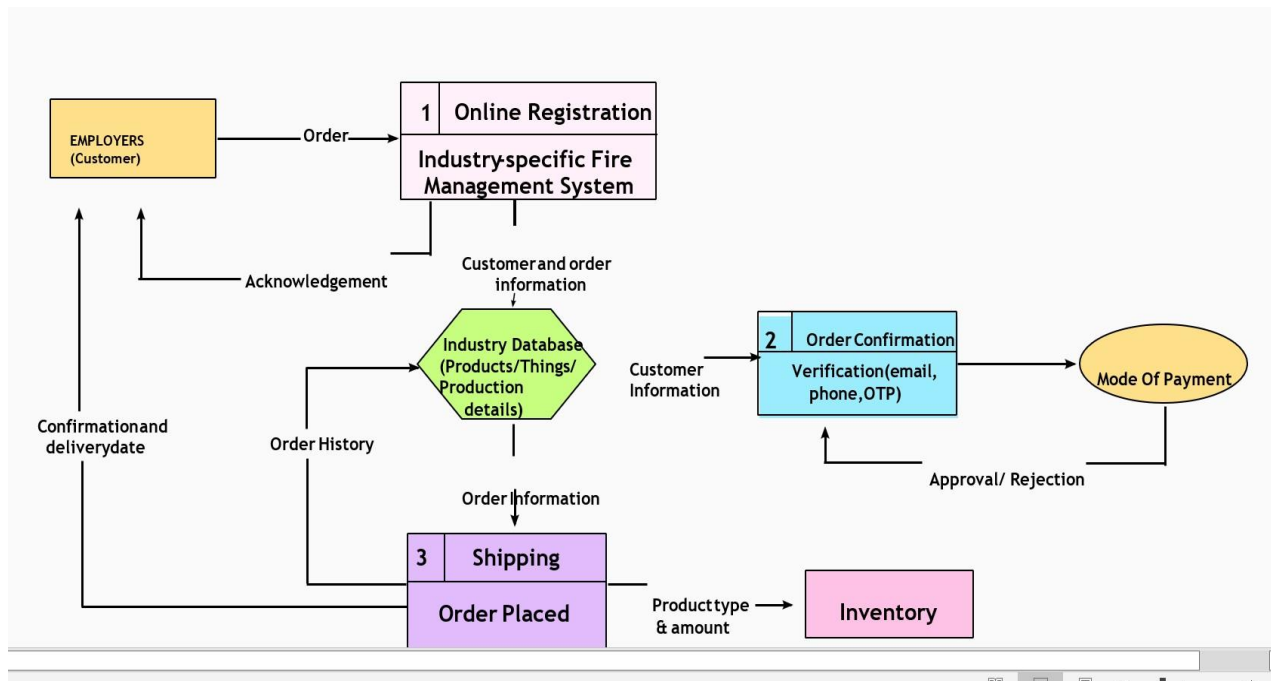 1
Online Registration
EMPLOYERS
(Customer)
Order
Industry-specific Fire
Management System
Customer and order
information
Acknowledgement
Industry Database
(Products/Things/
Production
details)
Customer
Information
2
Order Confirmation
Verification(email,
phone,OTP)
Mode Of Payment
Confirmationand
deliverydate
Order History
Approval/ Rejection
Order Information
3
Shipping
Order Placed
Product type
& amount
Inventory